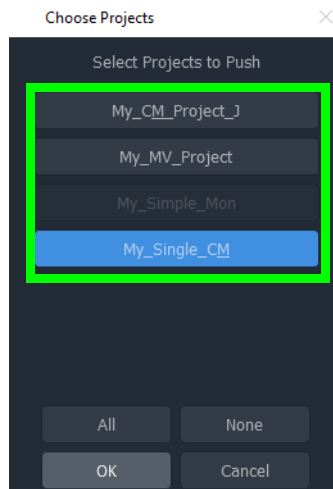 Choose Projects
Select Projects to Push
My_CM_Project_J
My_MV_Project
My_Simple_Mon
My_Single_CM
All
None
OK
Cancel